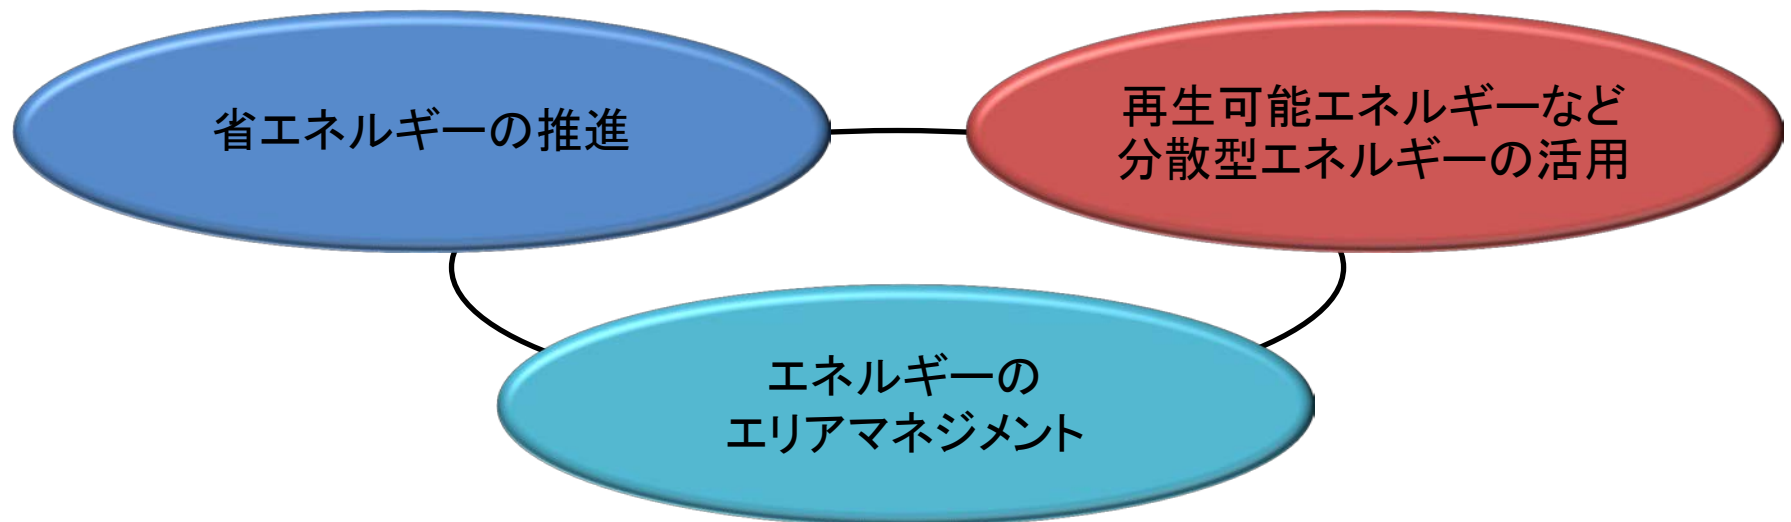 省エネルギーの推進
再生可能エネルギーなど
分散型エネルギーの活用
エネルギーの
エリアマネジメント